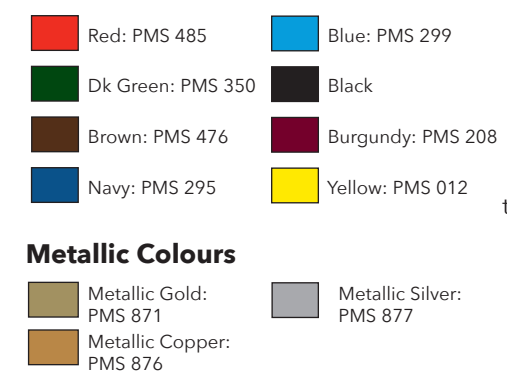 Red: PMS 485
Blue: PMS 299
Dk Green: PMS 350
Black
Brown: PMS 476
Burgundy: PMS 208
Navy: PMS 295
Yellow: PMS 012
t
Metallic Colours
Metallic Gold:
PMS 871
Metallic Silver:
PMS 877
Metallic Copper:
PMS 876